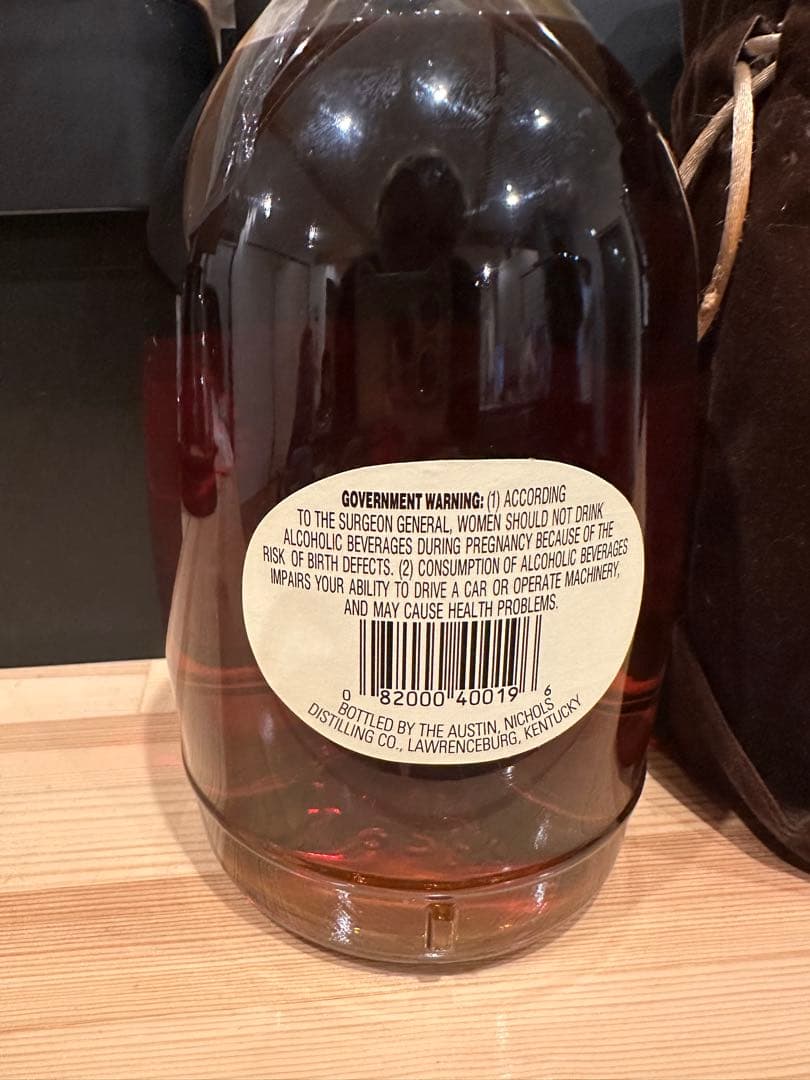 GOVERNMENT WARNING: (1) ACCORDING
TO THE SURGEON GENERAL, WOMEN SHOULD NOT DRINK
ALCOHOLIC BEVERAGES DURING PREGNANCY BECAUSE OF THE
RISK OF BIRTH DEFECTS. (2) CONSUMPTION OF ALCOHOLIC BEVERAGES
IMPAIRS YOUR ABILITY TO DRIVE A CAR OR OPERATE MACHINERY,
AND MAY CAUSE HEALTH PROBLEMS.
0 82000 40019 6
BOTTLED BY THE AUSTIN, NICHOLS
DISTILLING CO., LAWRENCEBURG, KENTUCKY